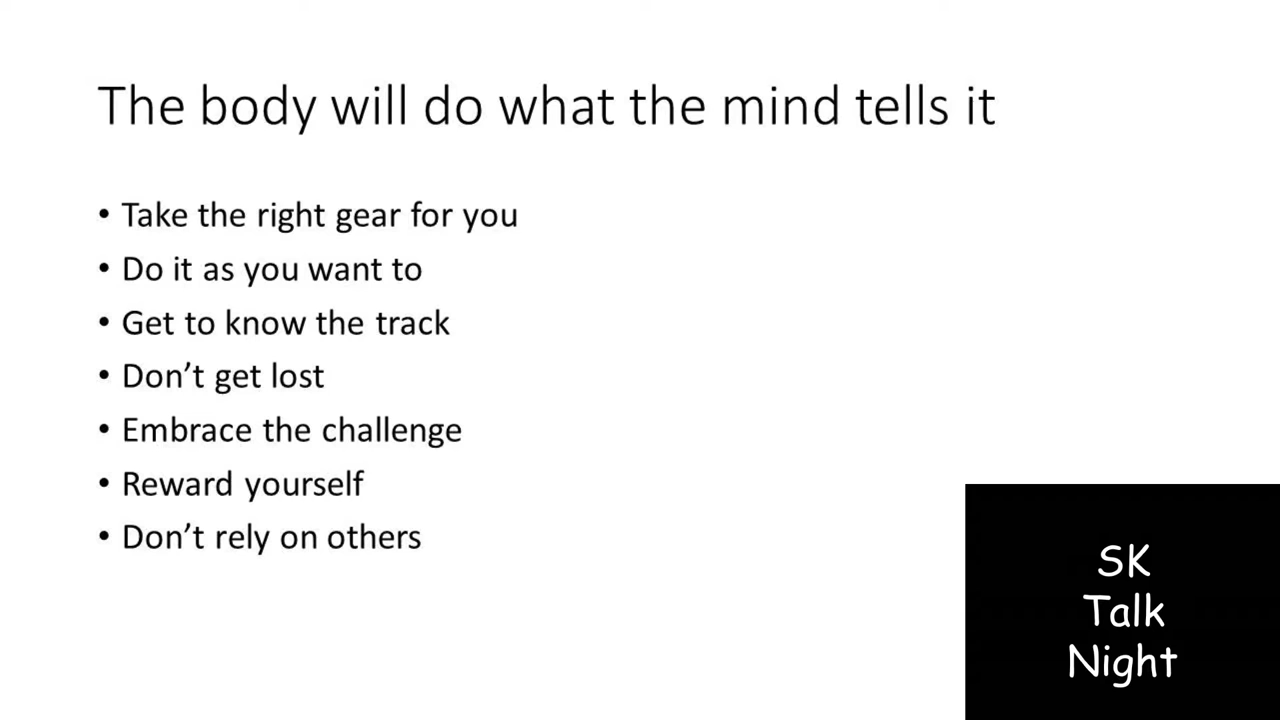 The body will do what the mind tells it
• Take the right gear for you
• Do it as you want to
• Get to know the track
• Don’t get lost
• Embrace the challenge
• Reward yourself
• Don’t rely on others
SK
Talk
Night